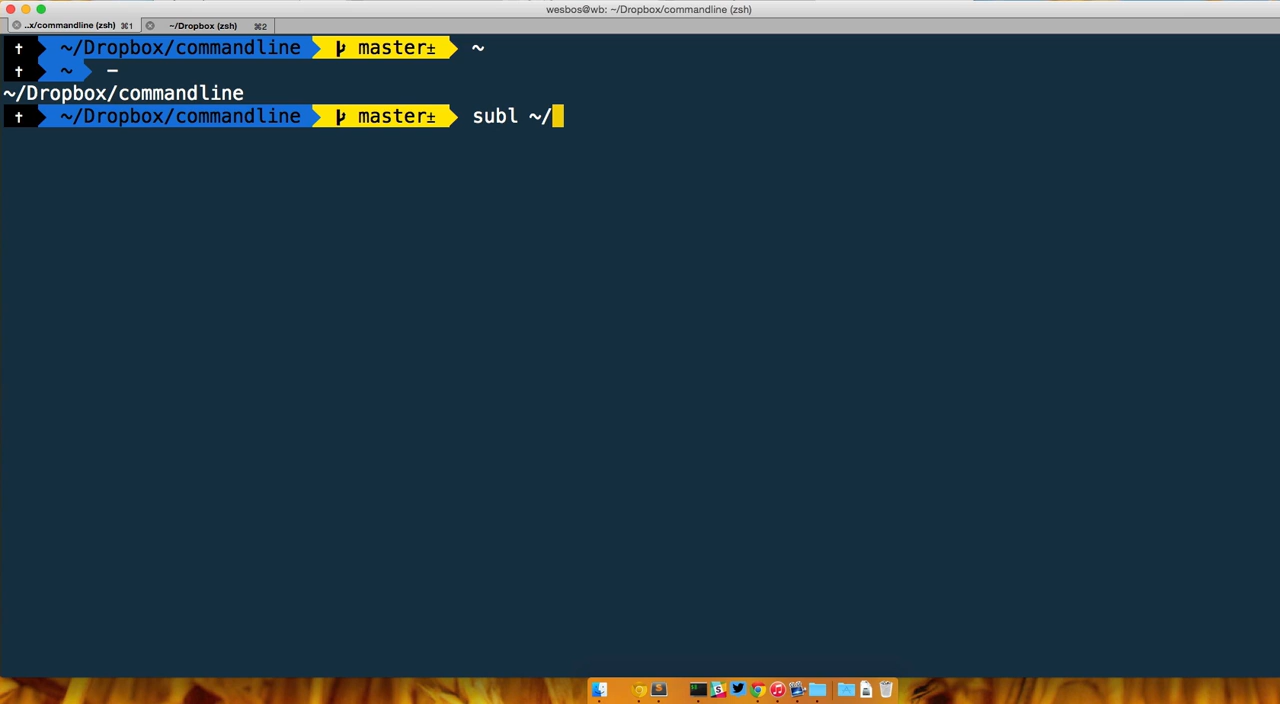 wesbos@wb: ~/Dropbox/commandline (zsh)
..x/commandline (zsh) ⌘1 ~/Dropbox (zsh) ⌘2
~/Dropbox/commandline master± ~
~ -
~/Dropbox/commandline
~/Dropbox/commandline master± subl ~/